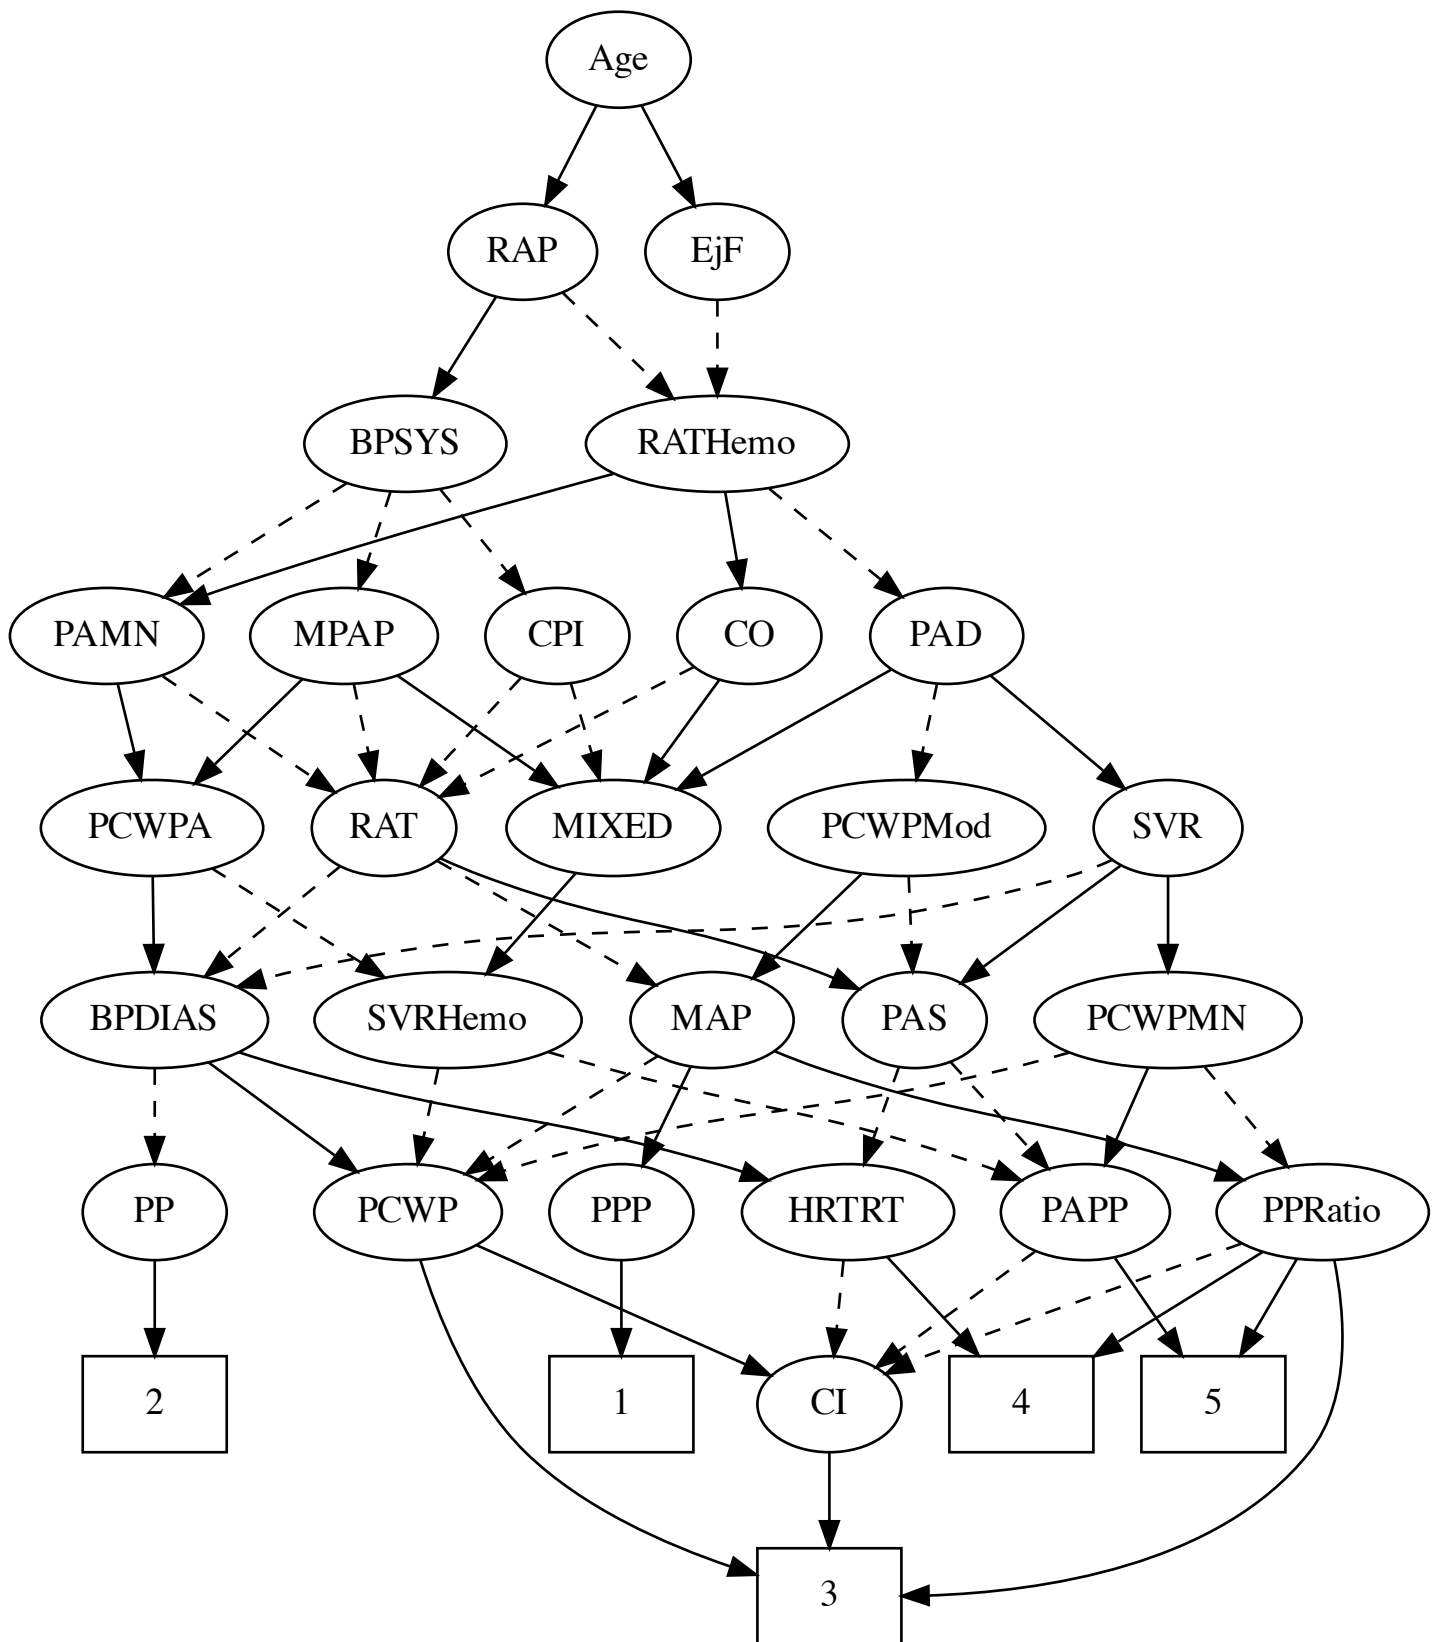 Age
RAP
EjF
BPSYS
RATHemo
PAMN
MPAP
CPI
CO
PAD
PCWPA
RAT
MIXED
PCWPMod
SVR
BPDIAS
SVRHemo
MAP
PAS
PCWPMN
PP
PCWP
PPP
HRTRT
PAPP
PPRatio
2
1
CI
4
5
3